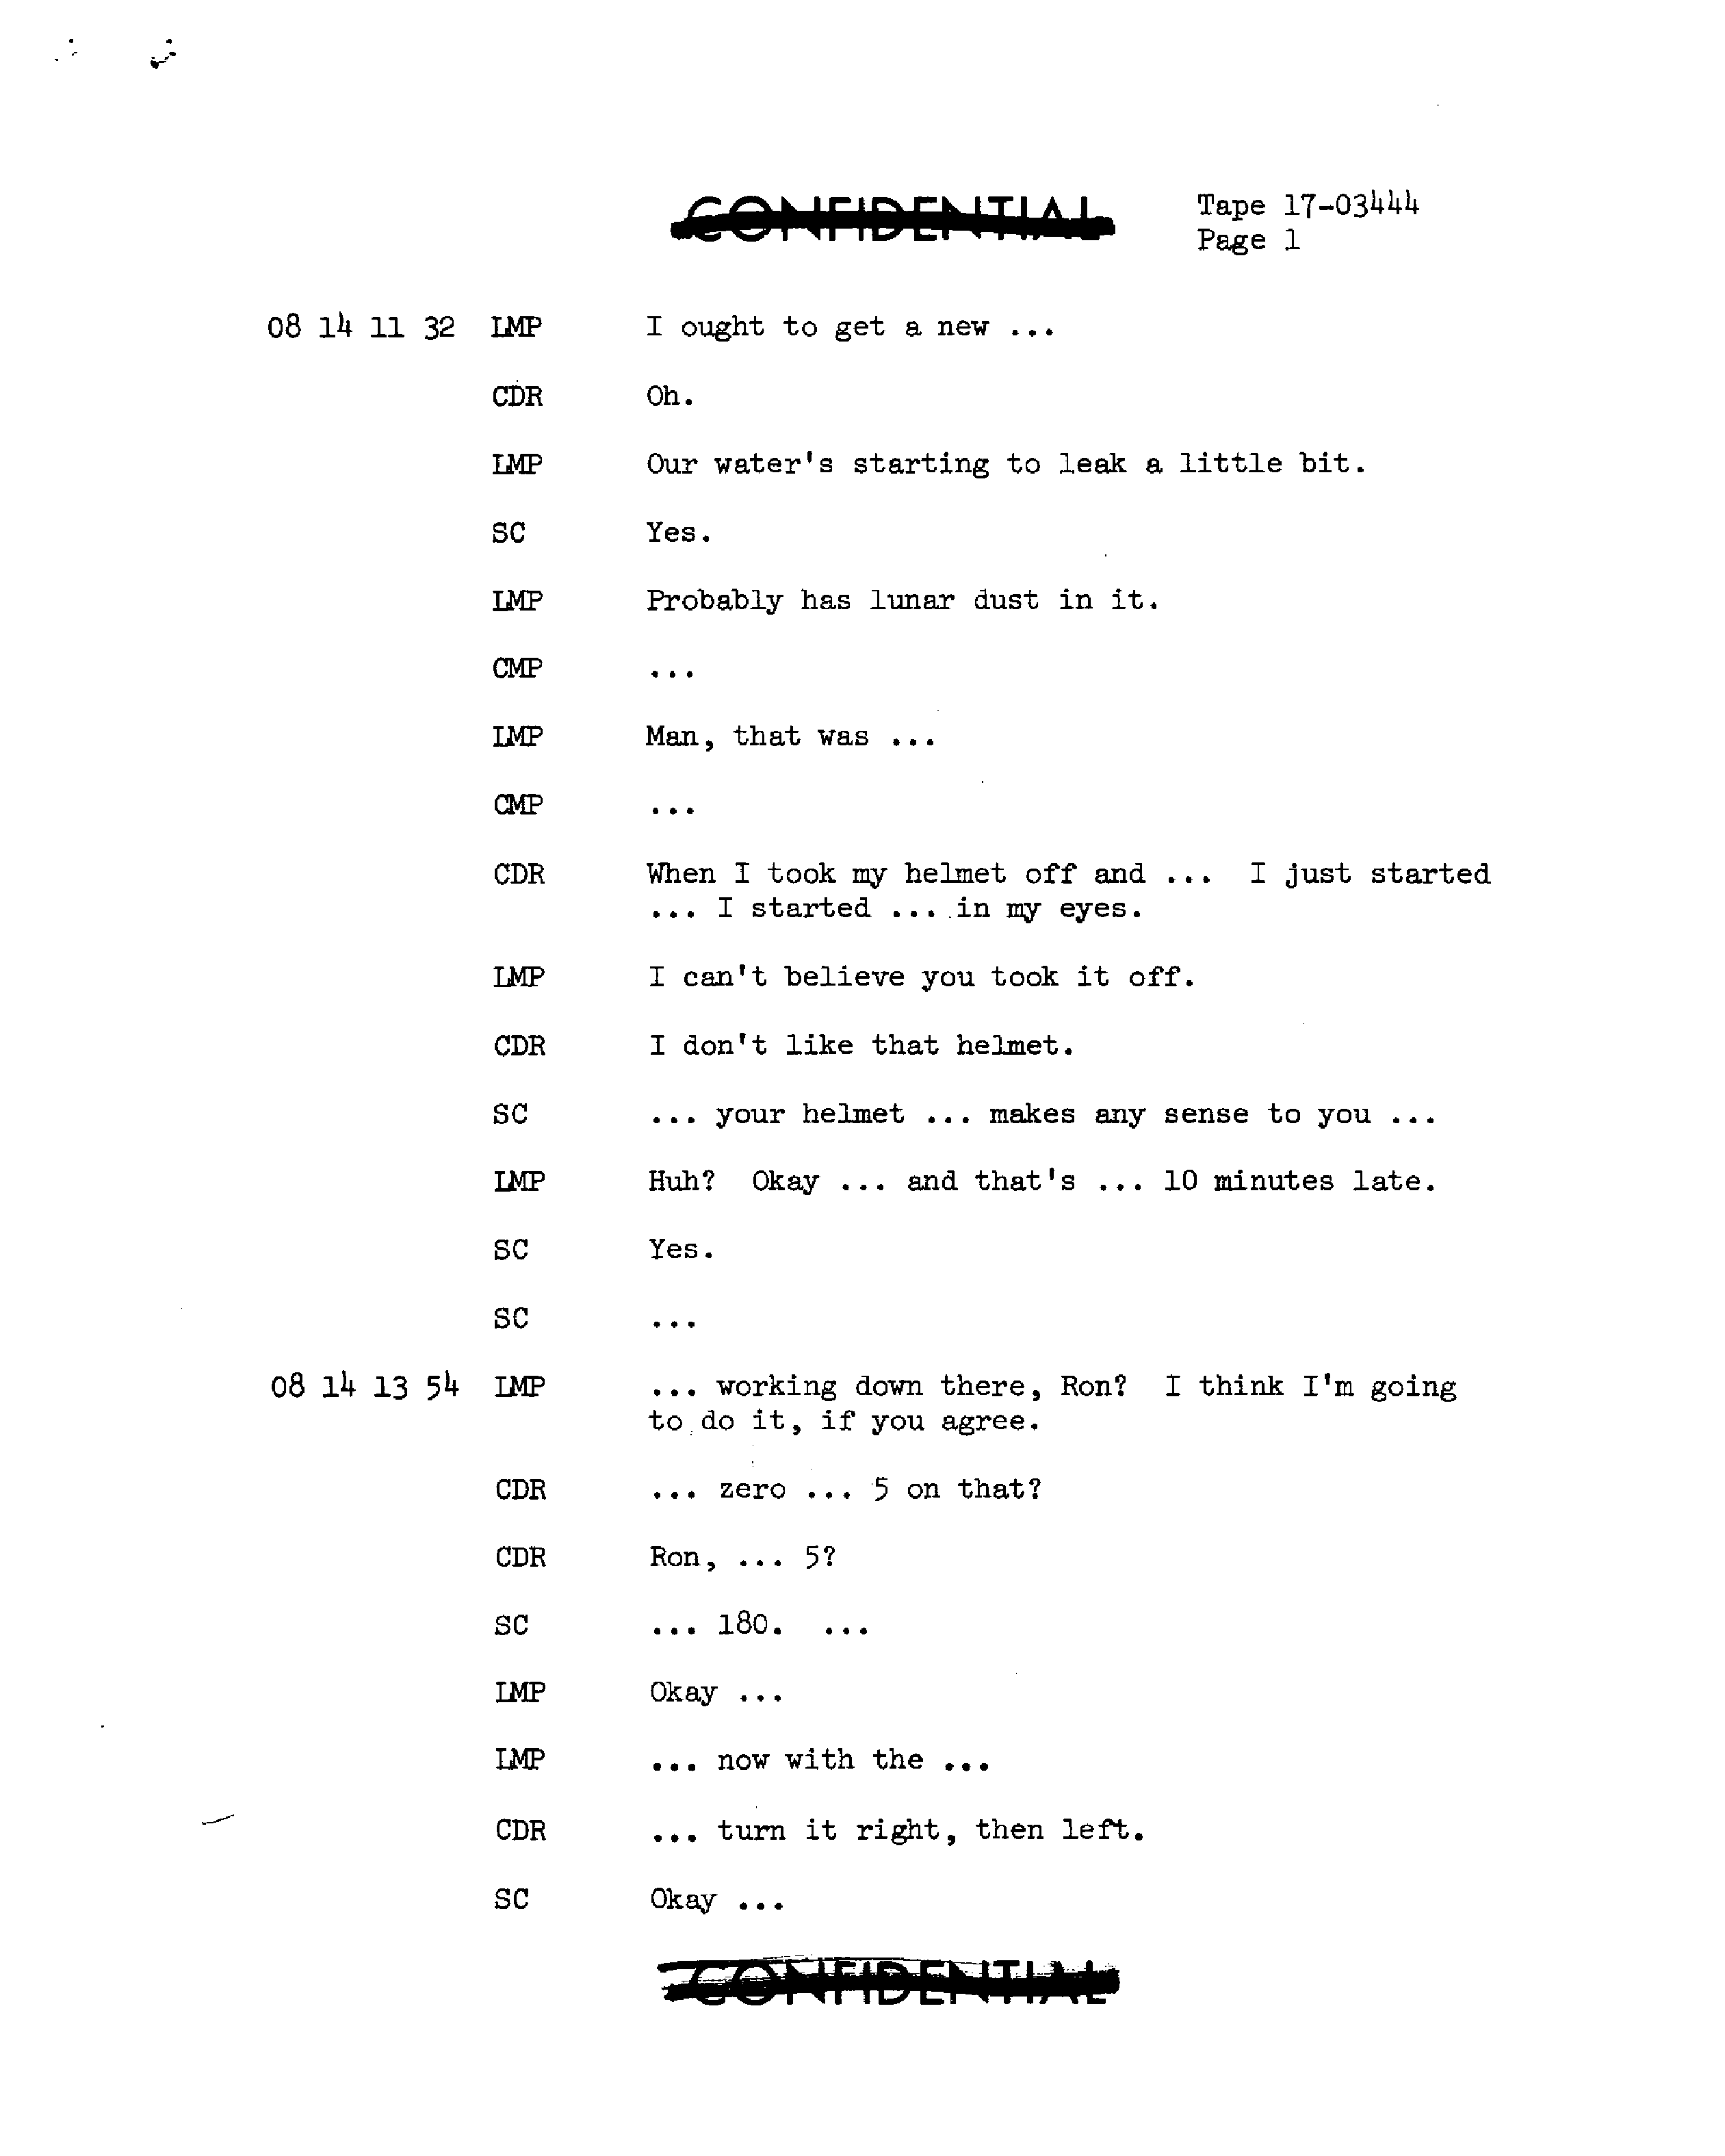 CONFIDENTIAL
Tape 17-03444
Page 1
08 14 11 32 LMP I ought to get a new ...
CDR Oh.
LMP Our water's starting to leak a little bit.
SC Yes.
LMP Probably has lunar dust in it.
CMP ...
LMP Man, that was ...
CMP ...
CDR When I took my helmet off and ... I just started
... I started ... in my eyes.
LMP I can't believe you took it off.
CDR I don't like that helmet.
SC ... your helmet ... makes any sense to you ...
LMP Huh? Okay ... and that's ... 10 minutes late.
SC Yes.
SC ...
08 14 13 54 LMP ... working down there, Ron? I think I'm going
to do it, if you agree.
CDR ... zero ... 5 on that?
CDR Ron, ... 5?
SC ... 180. ...
LMP Okay ...
LMP ... now with the ...
CDR ... turn it right, then left.
SC Okay ...
CONFIDENTIAL